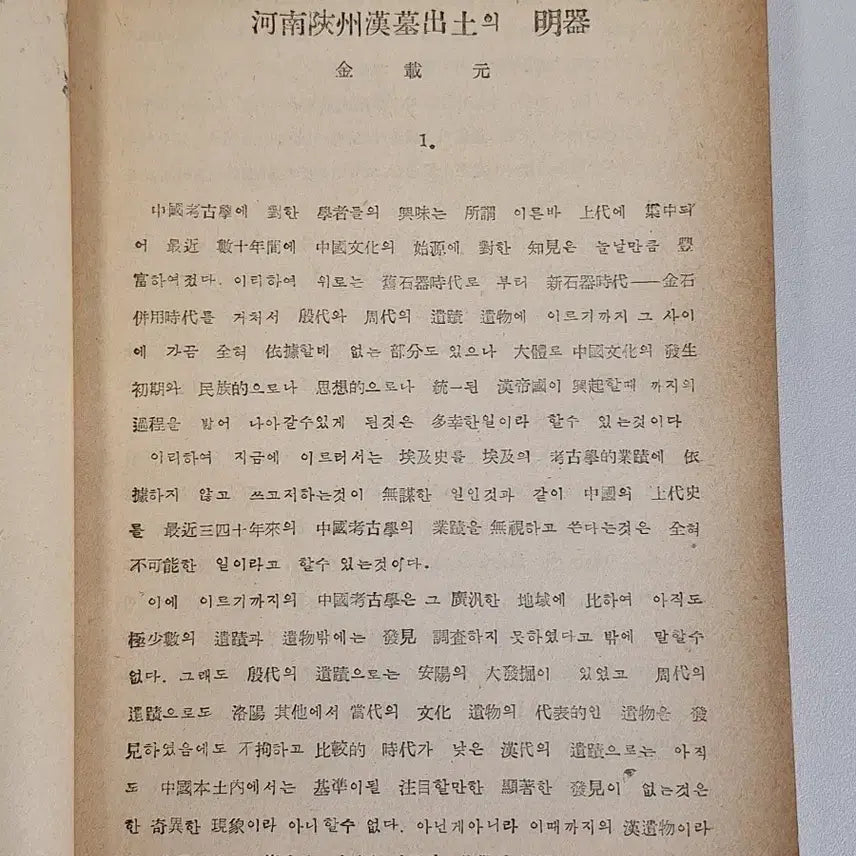 河南陝州漢墓出土의 明器
金 載 元
I.
中國考古學에 對한 學者들의 興味는 所謂 이른바 上代에 集中되
어 最近 數十年間에 中國文化의 始源에 對한 知見은 놀날만큼 豐
富하여졌다. 이리하여 위로는 舊石器時代로 부터 新石器時代——金石
併用時代를 거처서 殷代와 周代의 遺蹟 遺物에 이르기까지 그 사이
에 가끔 全혀 依據할데 없는 部分도 있으나 大體로 中國文化의 發生
初期와 民族的으로나 思想的으로나 統一된 漢帝國이 興起할때 까지의
過程을 밟어 나아갈수있게 된것은 多幸한일이라 할수 있는것이다
이리하여 지금에 이르러서는 埃及史를 埃及의 考古學的業蹟에 依
據하지 않고 쓰고지하는것이 無謀한 일인것과 같이 中國의 上代史
를 最近三四十年來의 中國考古學의 業蹟을 無視하고 쓴다는것은 全혀
不可能한 일이라고 할수 있는것이다.
이에 이르기까지의 中國考古學은 그 廣汎한 地域에 比하여 아직도
極少數의 遺蹟과 遺物밖에는 發見 調査하지 못하였다고 밖에 말할수
없다. 그래도 殷代의 遺蹟으로는 安陽의 大發掘이 있었고 周代의
遺蹟으로도 洛陽 其他에서 當代의 文化 遺物의 代表的인 遺物을 發
見하였음에도 不拘하고 比較的 時代가 낮은 漢代의 遺蹟으로는 아직
도 中國本土內에서는 基準이될 注目할만한 顯著한 發見이 없는것은
한 奇異한 現象이라 아니할수 없다. 아닌게아니라 이때까지의 漢遺物이라